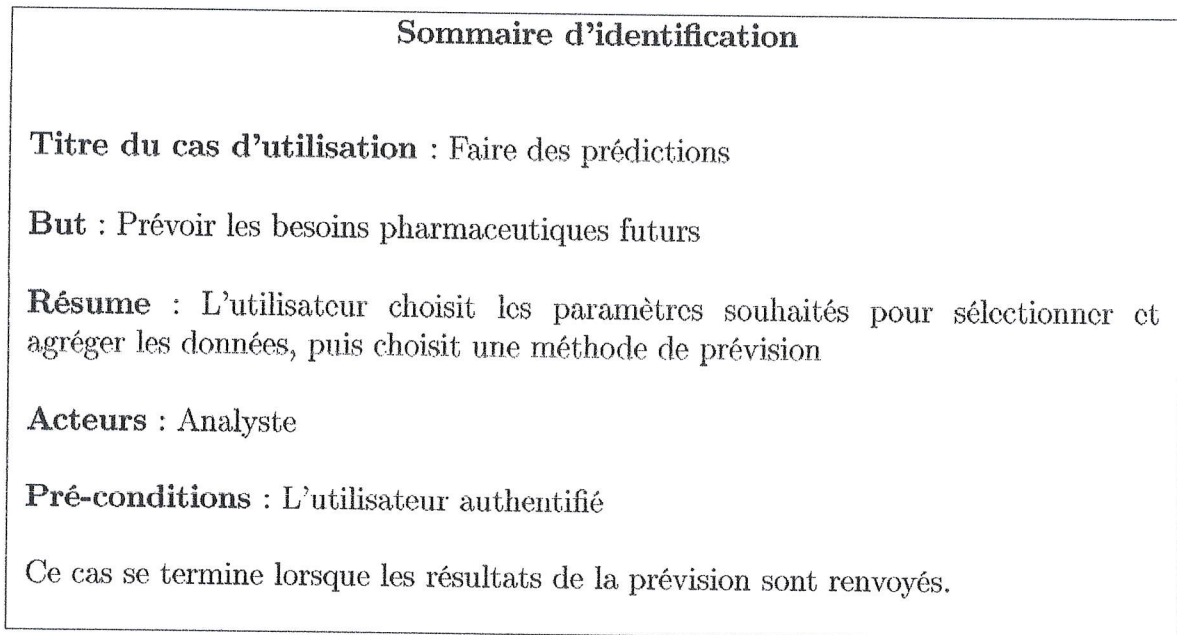 Sommaire d'identification
Titre du cas d'utilisation : Faire des prédictions
But : Prévoir les besoins pharmaceutiques futurs
Résume : L'utilisateur choisit les paramètres souhaités pour sélectionner et
agréger les données, puis choisit une méthode de prévision
Acteurs : Analyste
Pré-conditions : L'utilisateur authentifié
Ce cas se termine lorsque les résultats de la prévision sont renvoyés.